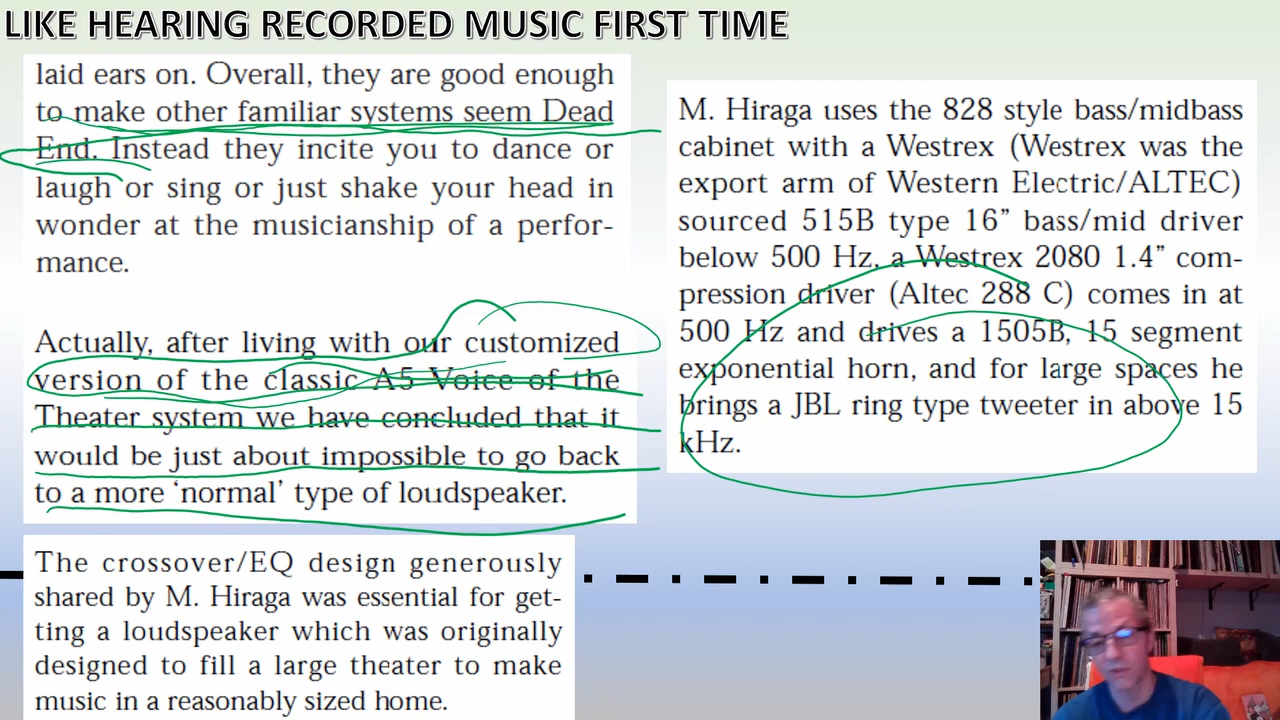 LIKE HEARING RECORDED MUSIC FIRST TIME
laid ears on. Overall, they are good enough
to make other familiar systems seem Dead
End. Instead they incite you to dance or
laugh or sing or just shake your head in
wonder at the musicianship of a perfor-
mance.
Actually, after living with our customized
version of the classic A5 Voice of the
Theater system we have concluded that it
would be just about impossible to go back
to a more ‘normal’ type of loudspeaker.
The crossover/EQ design generously
shared by M. Hiraga was essential for get-
ting a loudspeaker which was originally
designed to fill a large theater to make
music in a reasonably sized home.
M. Hiraga uses the 828 style bass/midbass
cabinet with a Westrex (Westrex was the
export arm of Western Electric/ALTEC)
sourced 515B type 16” bass/mid driver
below 500 Hz, a Westrex 2080 1.4” com-
pression driver (Altec 288 C) comes in at
500 Hz and drives a 1505B, 15 segment
exponential horn, and for large spaces he
brings a JBL ring type tweeter in above 15
kHz.